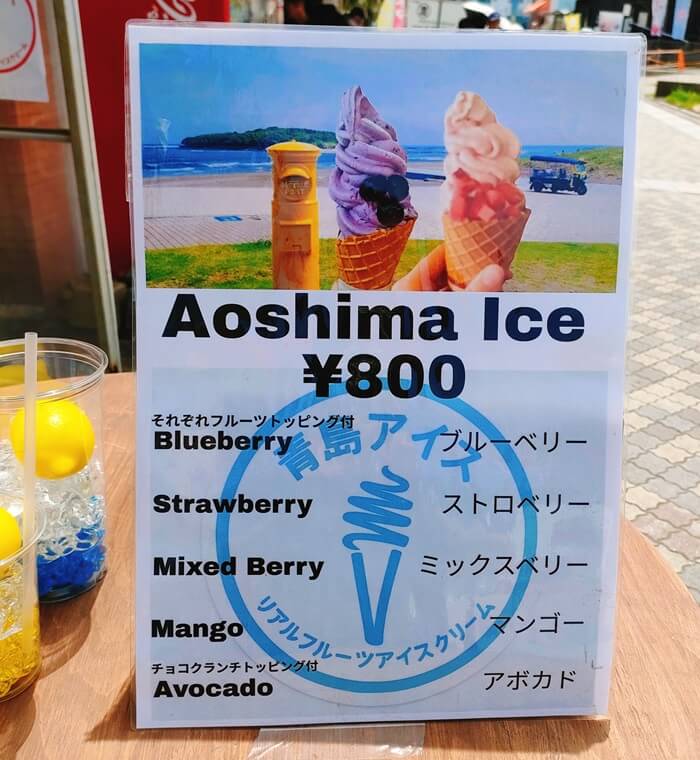 Aoshima Ice
¥800
それぞれフルーツトッピング付
Blueberry ブルーベリー
青島アイス
Strawberry ストロベリー
Mixed Berry ミックスベリー
Mango マンゴー
リアルフルーツアイスクリーム
チョコクランチトッピング付
Avocado アボカド